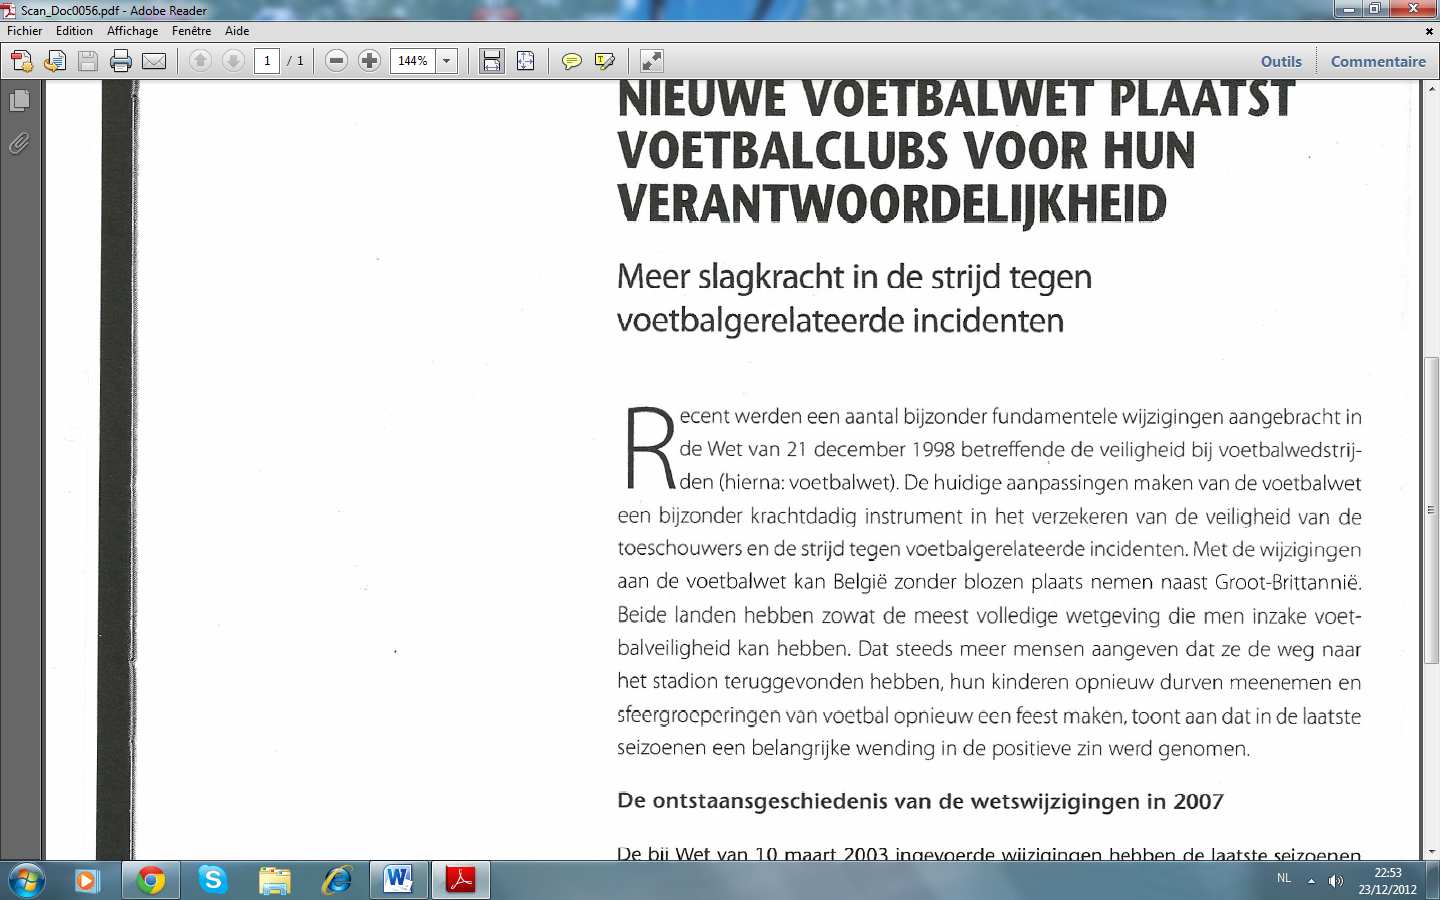 Scan_Doc0056.pdf - Adobe Reader
Fichier Edition Affichage Fenêtre Aide
1 / 1 144% Outils Commentaire
NIEUWE VOETBALWET PLAATST
VOETBALCLUBS VOOR HUN
VERANTWOORDELIJKHEID
Meer slagkracht in de strijd tegen
voetbalgerelateerde incidenten
Recent werden een aantal bijzonder fundamentele wijzigingen aangebracht in
de Wet van 21 december 1998 betreffende de veiligheid bij voetbalwedstrij-
den (hierna: voetbalwet). De huidige aanpassingen maken van de voetbalwet
een bijzonder krachtdadig instrument in het verzekeren van de veiligheid van de
toeschouwers en de strijd tegen voetbalgerelateerde incidenten. Met de wijzigingen
aan de voetbalwet kan België zonder blozen plaats nemen naast Groot-Brittannië.
Beide landen hebben zowat de meest volledige wetgeving die men inzake voet-
balveiligheid kan hebben. Dat steeds meer mensen aangeven dat ze de weg naar
het stadion teruggevonden hebben, hun kinderen opnieuw durven meenemen en
sfeergroeperingen van voetbal opnieuw een feest maken, toont aan dat in de laatste
seizoenen een belangrijke wending in de positieve zin werd genomen.
De ontstaansgeschiedenis van de wetswijzigingen in 2007
De bij Wet van 10 maart 2003 ingevoerde wijzigingen hebben de laatste seizoenen
NL 22:53
23/12/2012